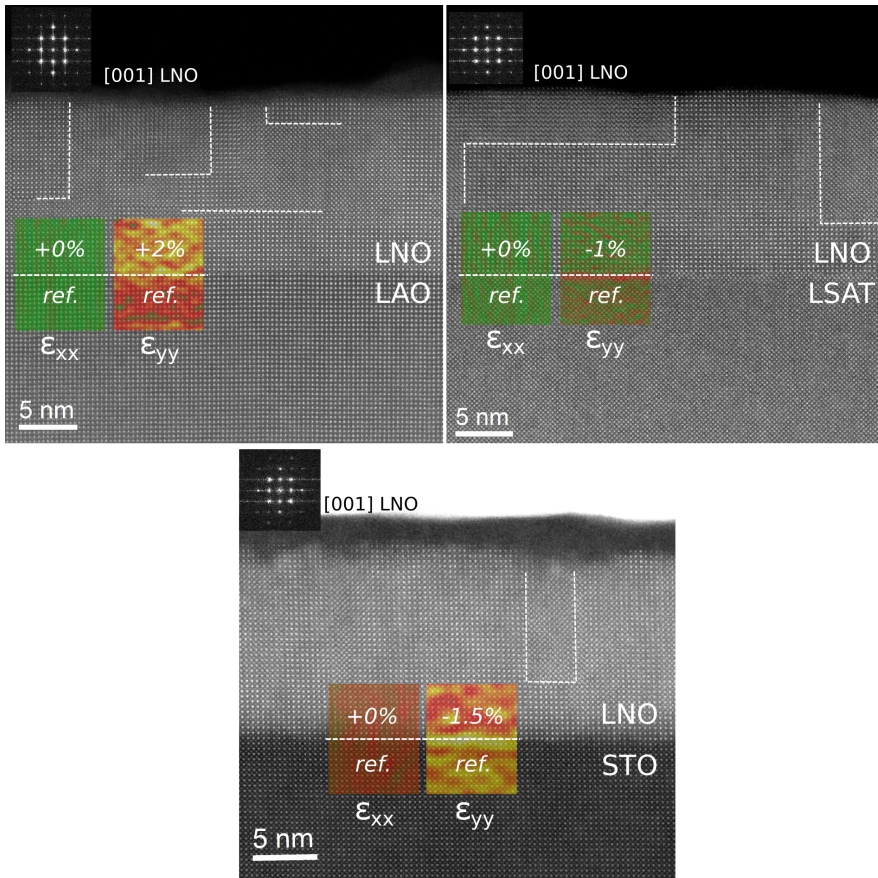 [001] LNO
+0% +2%
LNO
ref. ref.
LAO
εxx εyy
5 nm
[001] LNO
+0% -1%
LNO
ref. ref.
LSAT
εxx εyy
5 nm
[001] LNO
+0% -1.5%
LNO
ref. ref.
STO
εxx εyy
5 nm